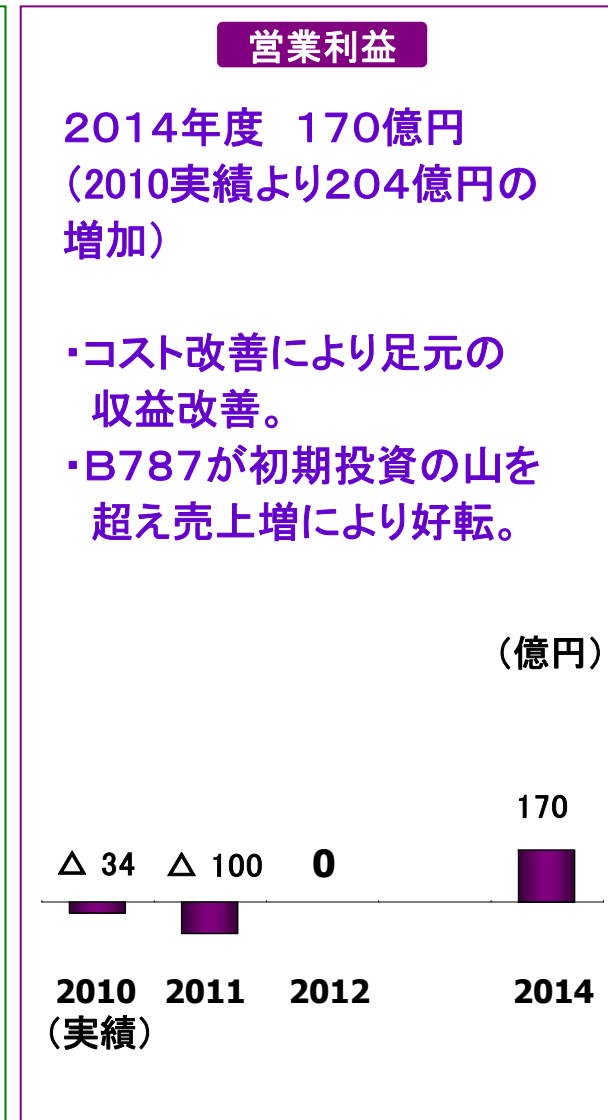 営業利益
２０１４年度　１７０億円
（2010実績より２０４億円の
増加）
・コスト改善により足元の
収益改善。
・Ｂ７８７が初期投資の山を
超え売上増により好転。
（億円）
170
△ 34 △ 100 0
2010 2011 2012 2014
（実績）